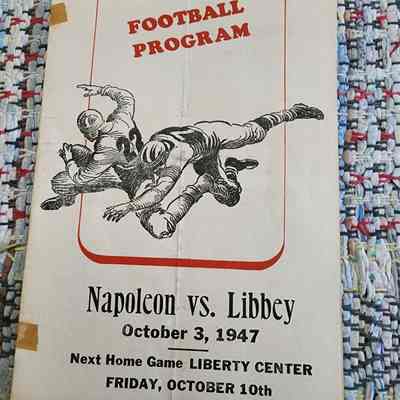 FOOTBALL
PROGRAM
Napoleon vs. Libbey
October 3, 1947
Next Home Game LIBERTY CENTER
FRIDAY, OCTOBER 10th